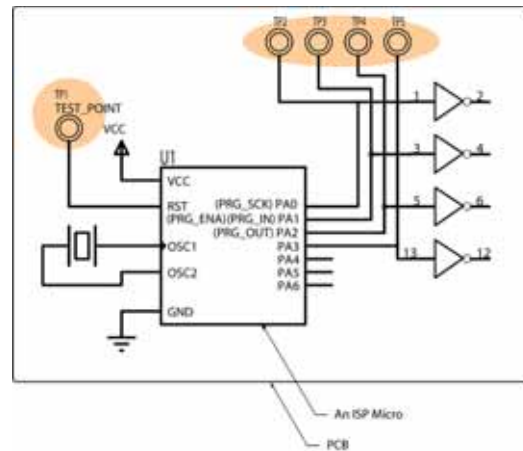 TP2 TP3 TP4 TP5
TP1
TEST_POINT
VCC
U1
1 2
3 4
5 6
13 12
VCC
RST
OSC1
OSC2
GND
(PRG_SCK) PA0
(PRG_ENA)(PRG_IN) PA1
(PRG_OUT) PA2
PA3
PA4
PA5
PA6
An ISP Micro
PCB